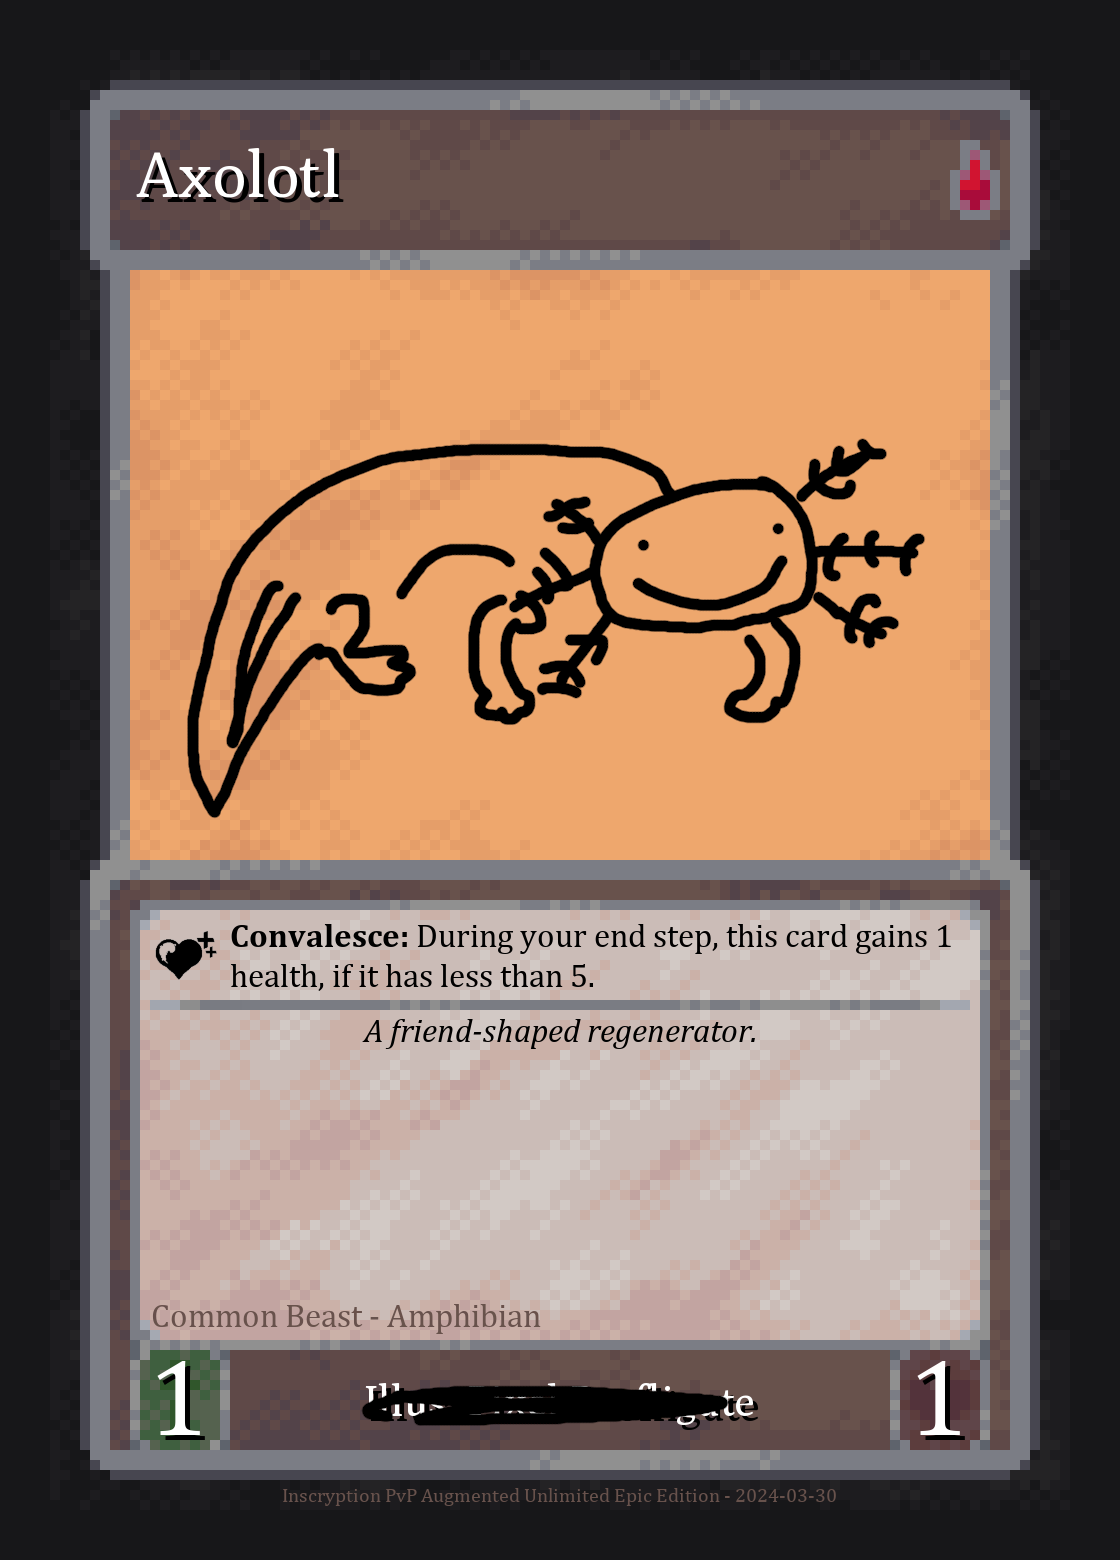 Axolotl
Convalesce: During your end step, this card gains 1
health, if it has less than 5.
A friend-shaped regenerator.
Common Beast - Amphibian
1
1
Inscryption PvP Augmented Unlimited Epic Edition - 2024-03-30